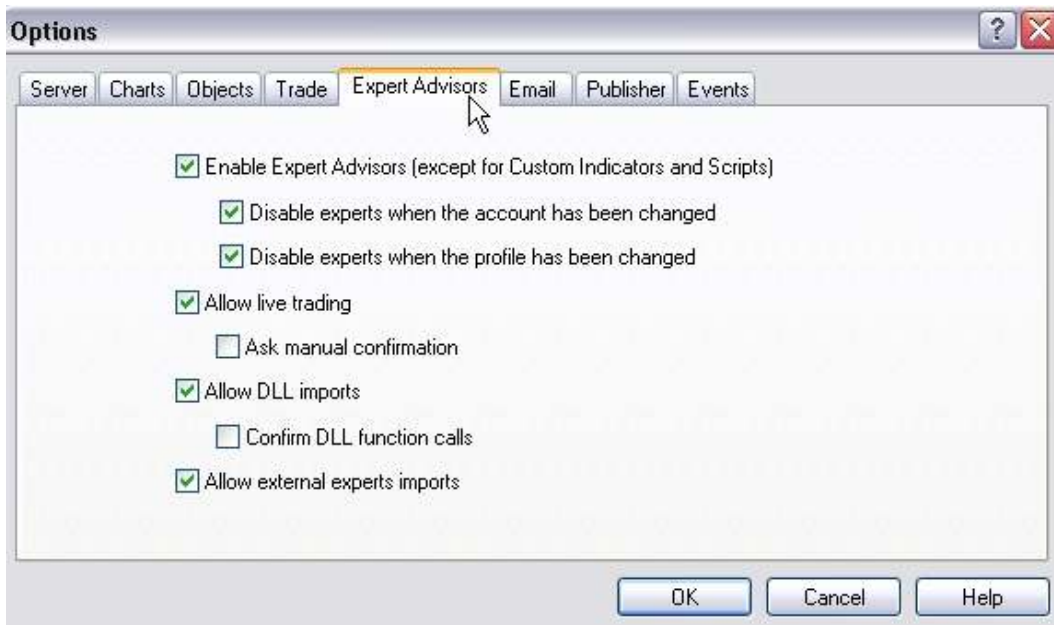 Options
Server Charts Objects Trade Expert Advisors Email Publisher Events
Enable Expert Advisors (except for Custom Indicators and Scripts)
Disable experts when the account has been changed
Disable experts when the profile has been changed
Allow live trading
Ask manual confirmation
Allow DLL imports
Confirm DLL function calls
Allow external experts imports
OK Cancel Help